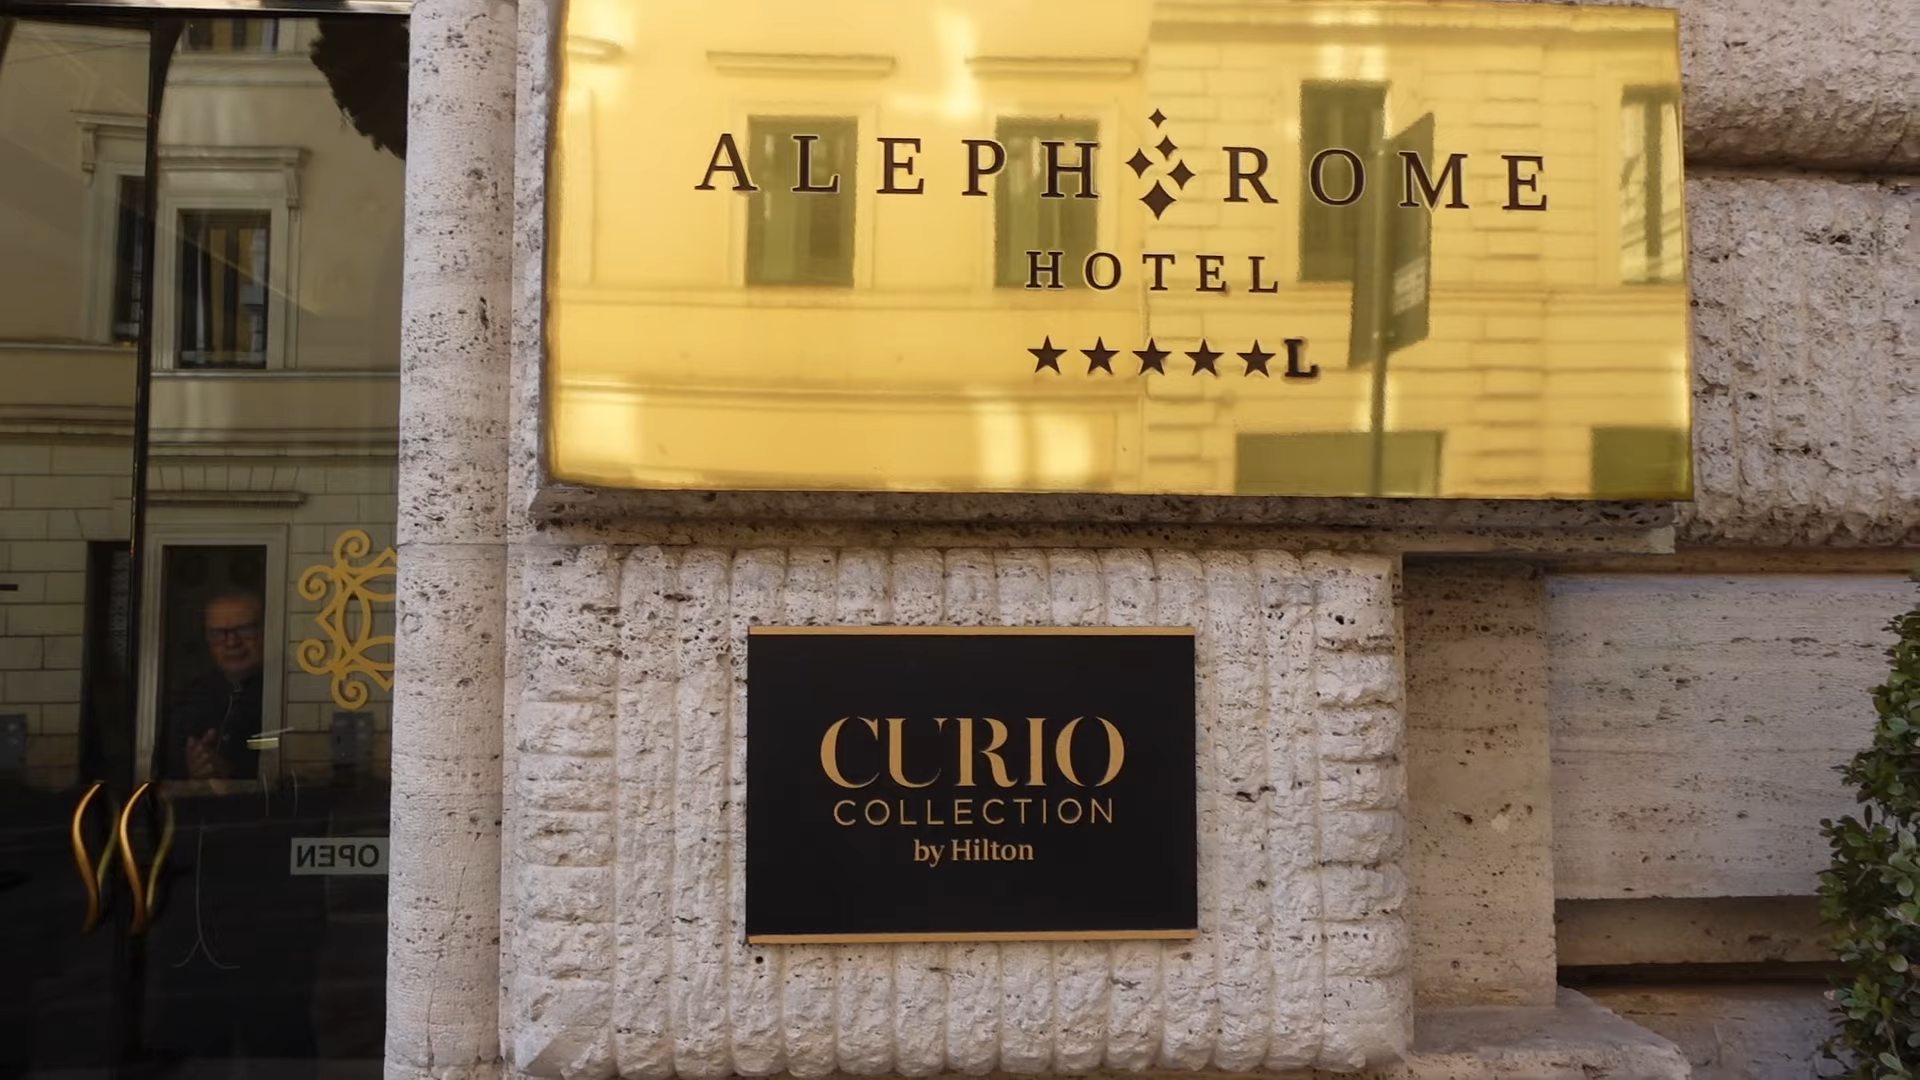 ALEPH ROME
HOTEL
★★★★★L
CURIO
COLLECTION
by Hilton
OPEN